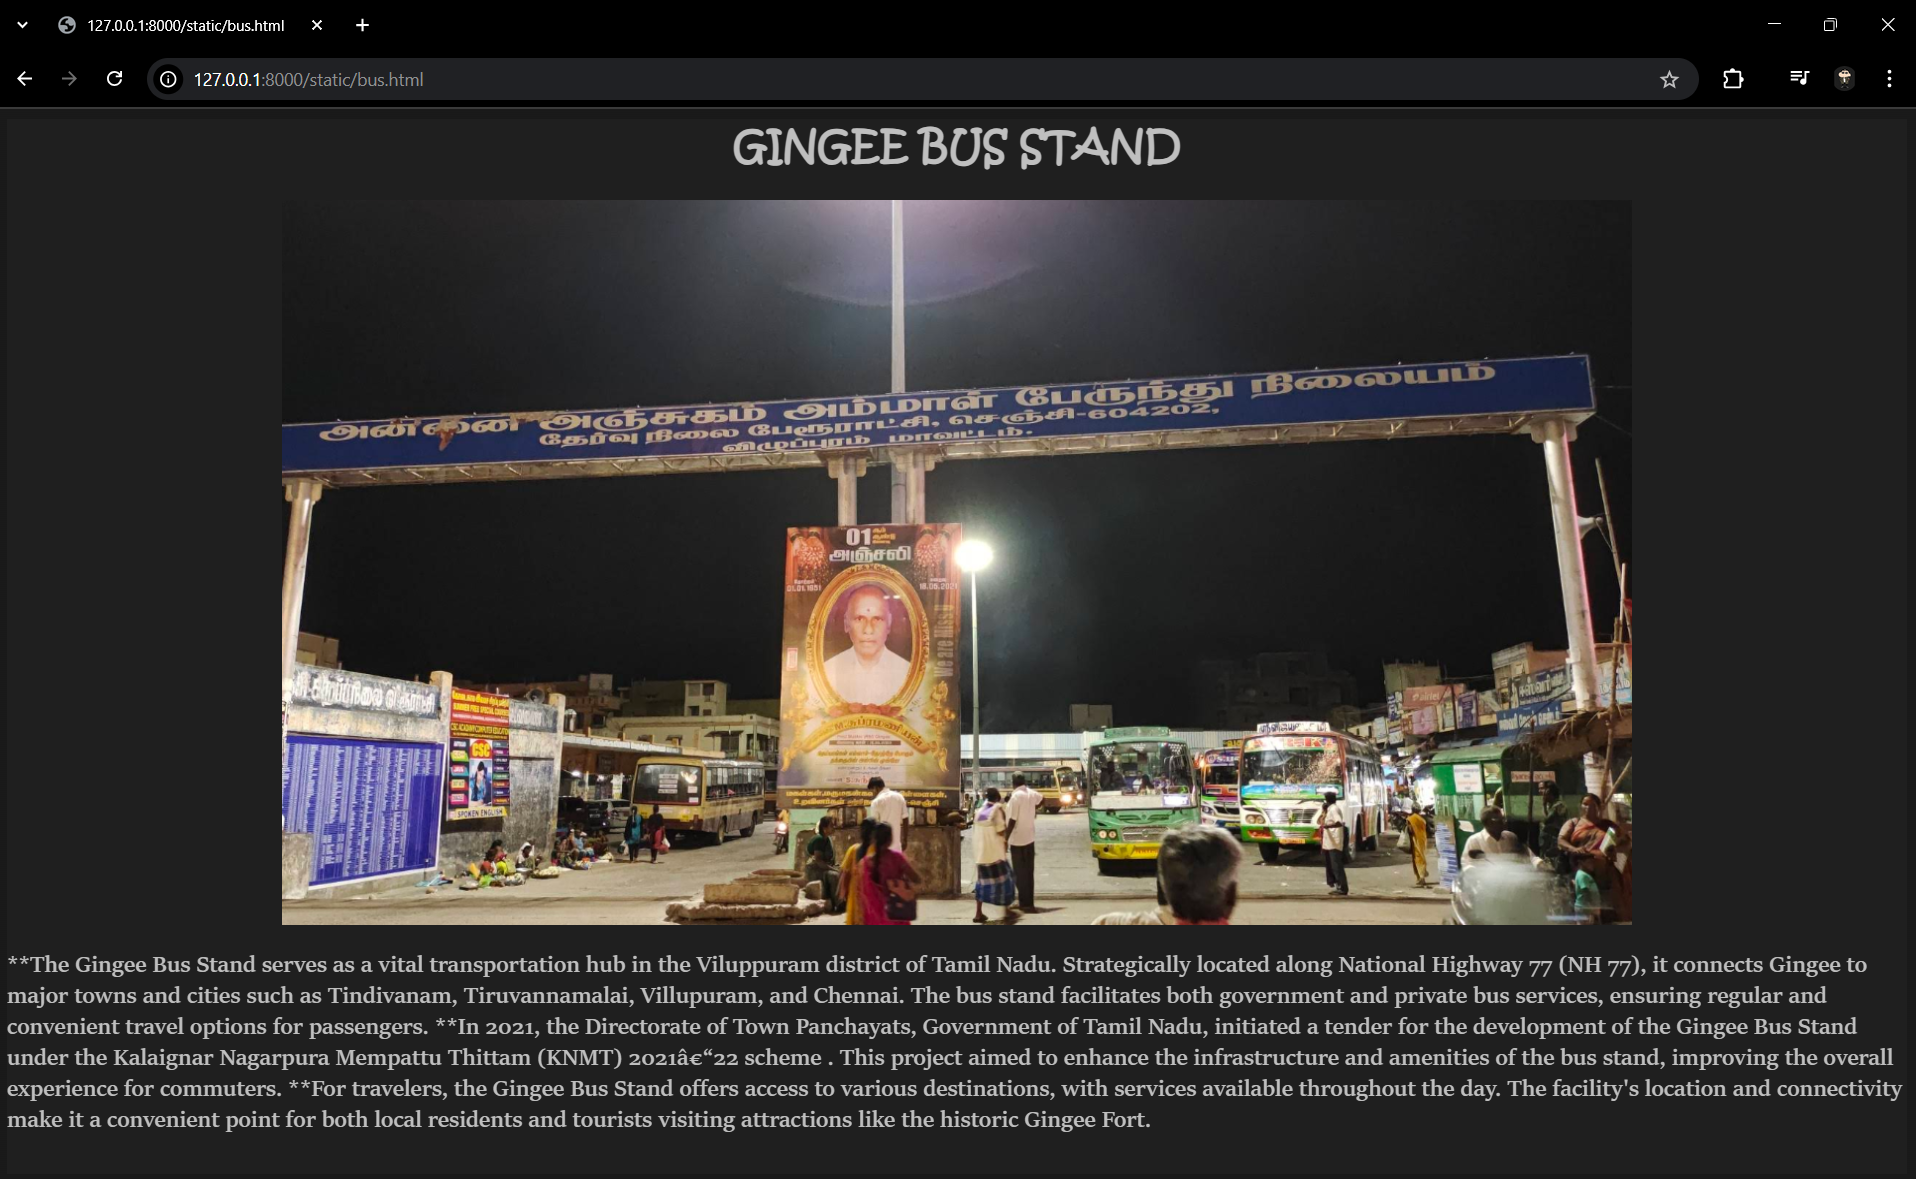 127.0.0.1:8000/static/bus.html
127.0.0.1:8000/static/bus.html
GINGEE BUS STAND
அன்னை அஞ்சுகம் அம்மாள் பேருந்து நிலையம்
தேர்வு நிலை பேரூராட்சி, செஞ்சி-604202,
விழுப்புரம் மாவட்டம்.
01
அஞ்சலி
we are miss u
CSC
SPOKEN ENGLISH
**The Gingee Bus Stand serves as a vital transportation hub in the Viluppuram district of Tamil Nadu. Strategically located along National Highway 77 (NH 77), it connects Gingee to
major towns and cities such as Tindivanam, Tiruvannamalai, Villupuram, and Chennai. The bus stand facilitates both government and private bus services, ensuring regular and
convenient travel options for passengers. **In 2021, the Directorate of Town Panchayats, Government of Tamil Nadu, initiated a tender for the development of the Gingee Bus Stand
under the Kalaignar Nagarpura Mempattu Thittam (KNMT) 2021â€“22 scheme . This project aimed to enhance the infrastructure and amenities of the bus stand, improving the overall
experience for commuters. **For travelers, the Gingee Bus Stand offers access to various destinations, with services available throughout the day. The facility's location and connectivity
make it a convenient point for both local residents and tourists visiting attractions like the historic Gingee Fort.